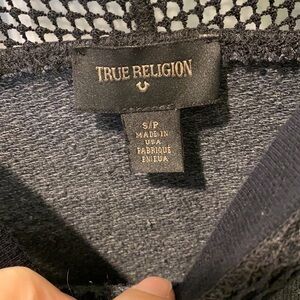 TRUE RELIGION
S/P
MADE IN
USA
FABRIQUÉ
EN EUA